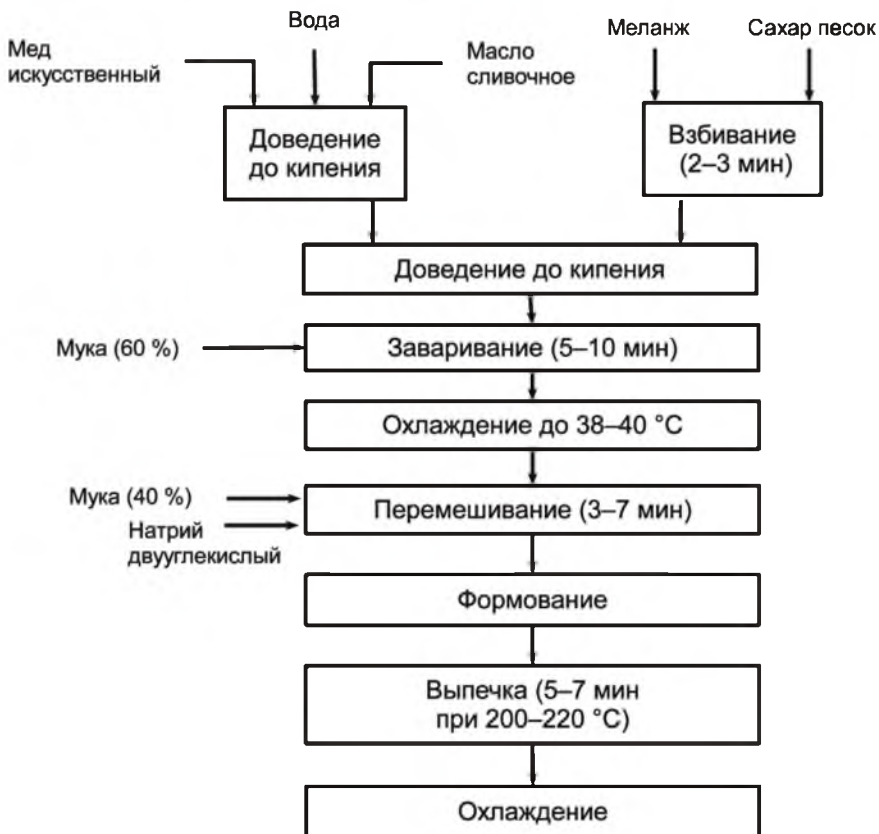 Вода
Меланж
Сахар песок
Мед
искусственный
Масло
сливочное
Доведение
до кипения
Взбивание
(2–3 мин)
Доведение до кипения
Мука (60 %)
Заваривание (5–10 мин)
Охлаждение до 38–40 °С
Мука (40 %)
Натрий
двууглекислый
Перемешивание (3–7 мин)
Формование
Выпечка (5–7 мин
при 200–220 °С)
Охлаждение